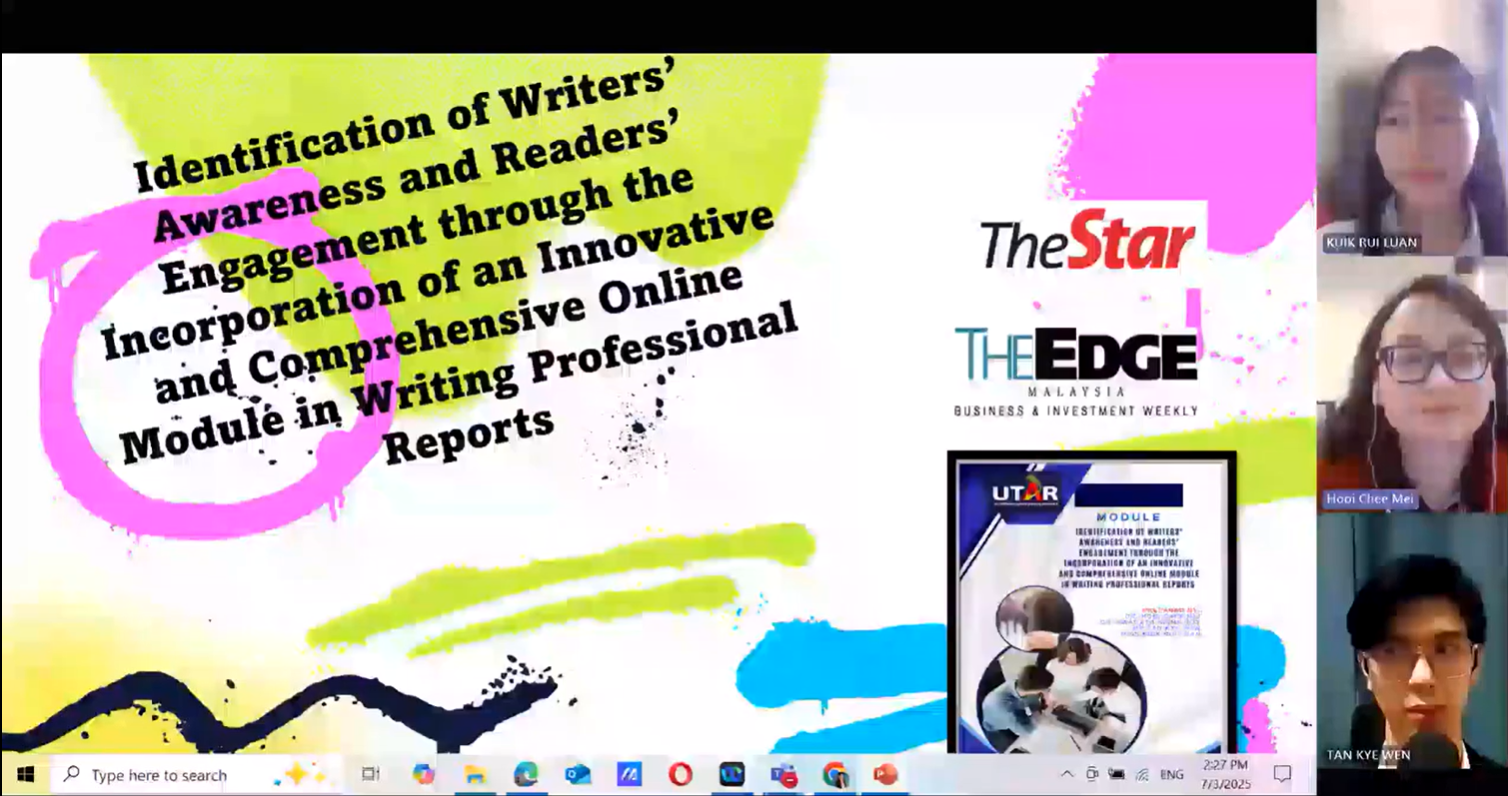 Identification of Writers'
Awareness and Readers'
Engagement through the
Incorporation of an Innovative
and Comprehensive Online
Module in Writing Professional
Reports
TheStar
THEEDGE
MALAYSIA
BUSINESS & INVESTMENT WEEKLY
UTAR
MODULE
IDENTIFICATION OF WRITERS'
AWARENESS AND READERS'
ENGAGEMENT THROUGH THE
INCORPORATION OF AN INNOVATIVE
AND COMPREHENSIVE ONLINE MODULE
IN WRITING PROFESSIONAL REPORTS
KUIK RUI LUAN
Hooi Chee Mei
TAN KYE WEN
Type here to search
ENG
2:27 PM
7/3/2025